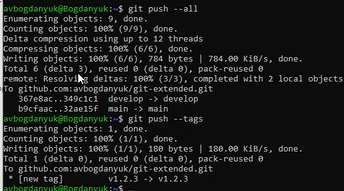 avbogdanyuk@Bogdanyuk:~$ git push --all
Enumerating objects: 9, done.
Counting objects: 100% (9/9), done.
Delta compression using up to 12 threads
Compressing objects: 100% (6/6), done.
Writing objects: 100% (6/6), 784 bytes | 784.00 KiB/s, done.
Total 6 (delta 3), reused 0 (delta 0), pack-reused 0
remote: Resolving deltas: 100% (3/3), completed with 2 local objects
To github.com:avbogdanyuk/git-extended.git
367e8ac..349c1c1 develop -> develop
b9cfaac..32ae15f main -> main
avbogdanyuk@Bogdanyuk:~$ git push --tags
Enumerating objects: 1, done.
Counting objects: 100% (1/1), done.
Writing objects: 100% (1/1), 180 bytes | 180.00 KiB/s, done.
Total 1 (delta 0), reused 0 (delta 0), pack-reused 0
To github.com:avbogdanyuk/git-extended.git
* [new tag] v1.2.3 -> v1.2.3
avbogdanyuk@Bogdanyuk:~$